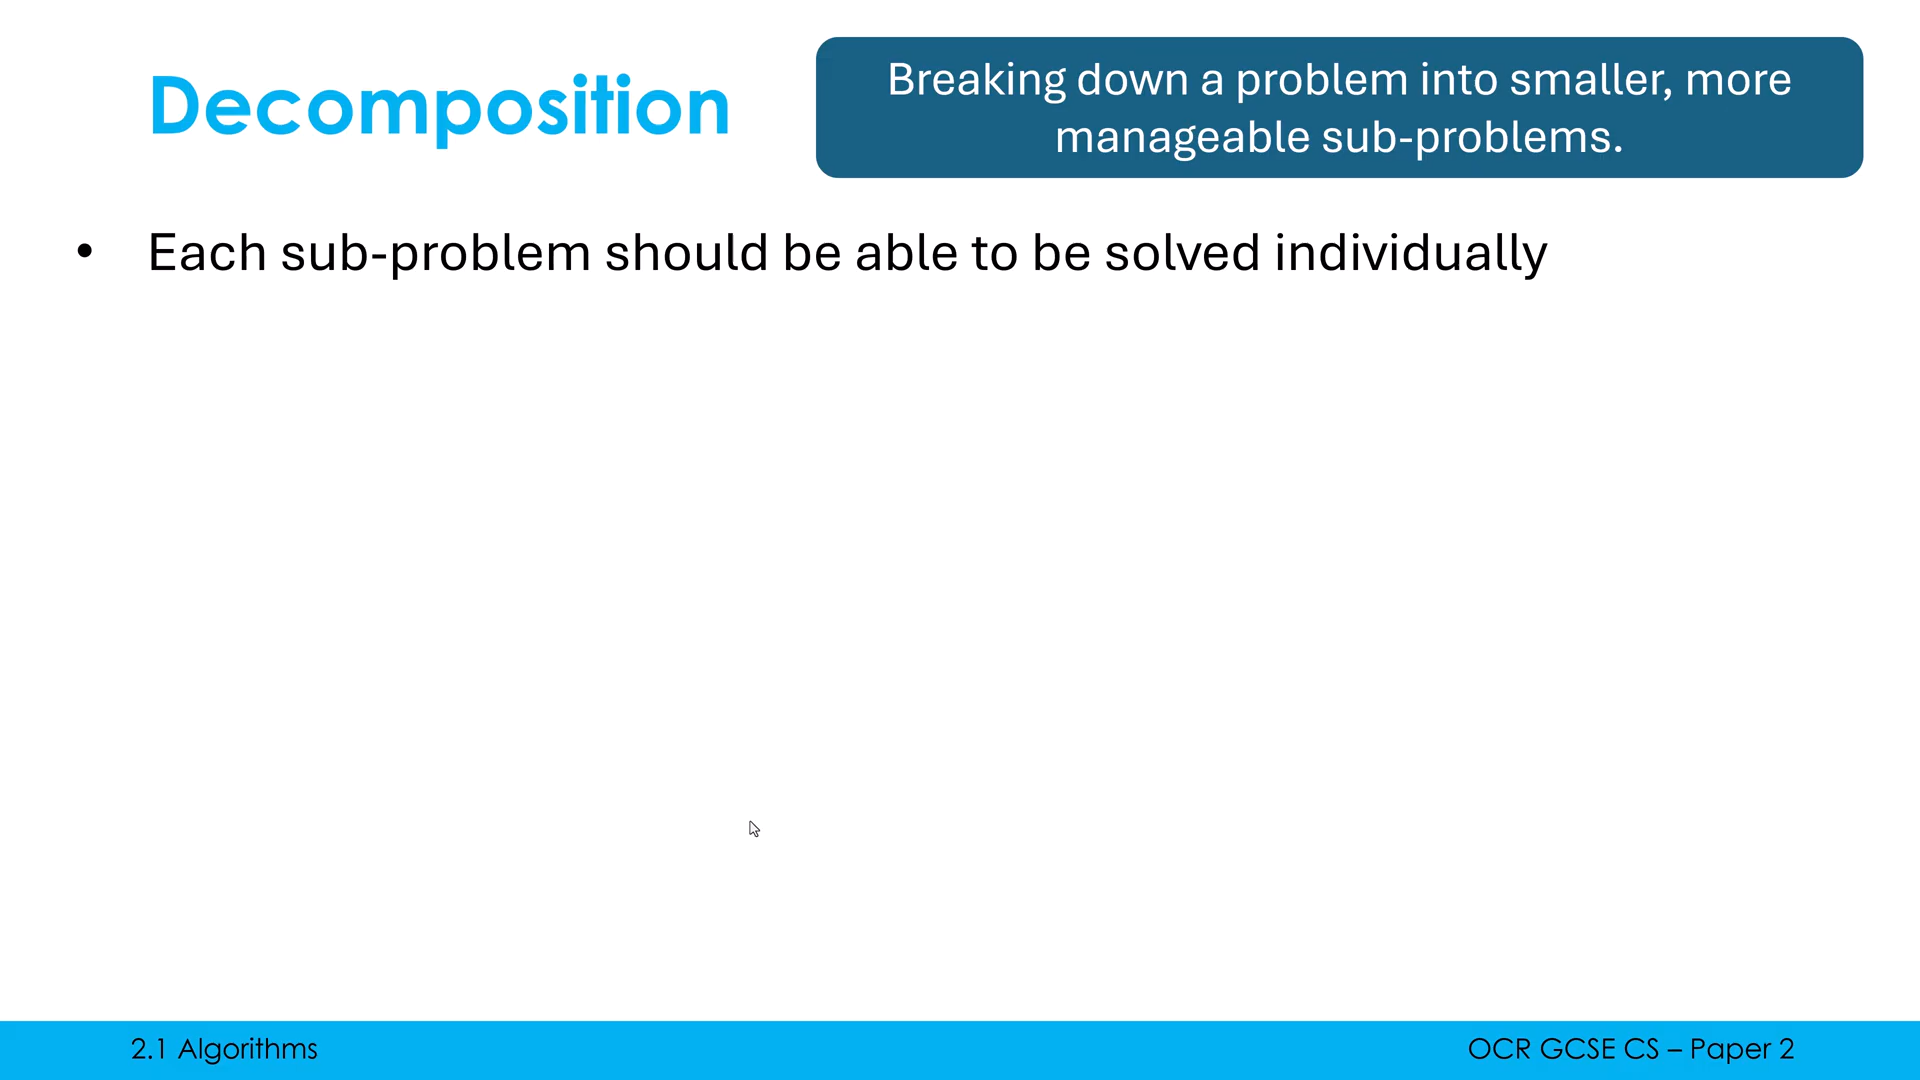 Decomposition
Breaking down a problem into smaller, more
manageable sub-problems.
• Each sub-problem should be able to be solved individually
2.1 Algorithms
OCR GCSE CS – Paper 2